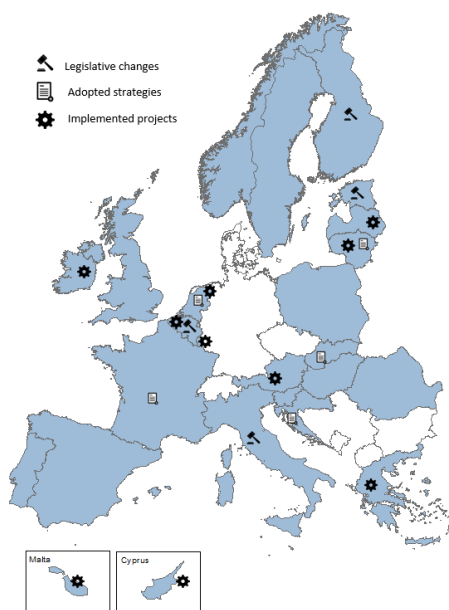 Legislative changes
Adopted strategies
Implemented projects
Malta
Cyprus